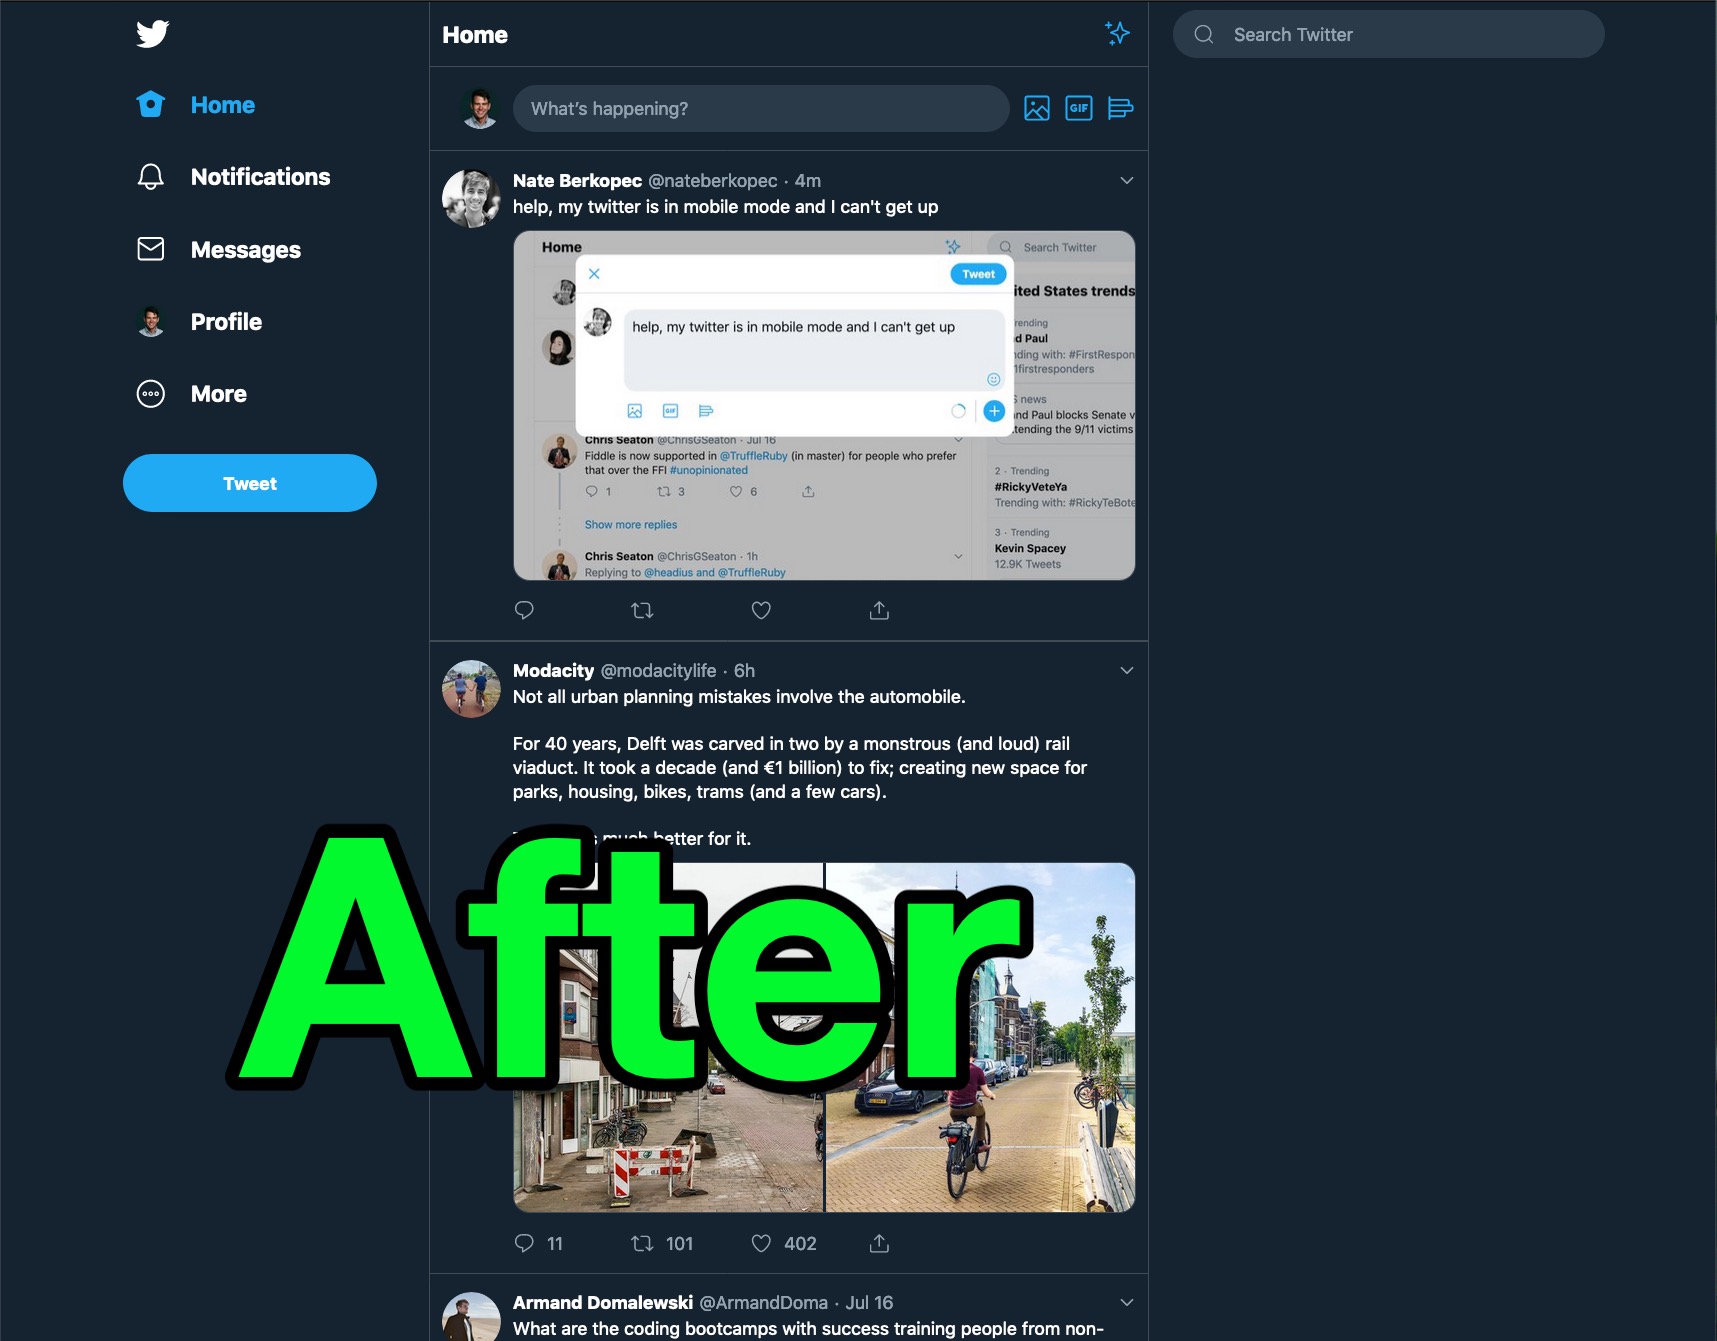 Home
Search Twitter
Home
Notifications
Messages
Profile
More
Tweet
What's happening?
GIF
Nate Berkopec @nateberkopec · 4m
help, my twitter is in mobile mode and I can't get up
Home
Search Twitter
Tweet
help, my twitter is in mobile mode and I can't get up
GIF
ited States trends
rending
d Paul
ding with: #FirstRespon
1firstresponders
S news
nd Paul blocks Senate v
tending the 9/11 victims
2 · Trending
#RickyVeteYa
Trending with: #RickyTeBote
3 · Trending
Kevin Spacey
12.9K Tweets
Chris Seaton @ChrisGSeaton · Jul 16
Fiddle is now supported in @TruffleRuby (in master) for people who prefer
that over the FFI #unopinionated
1 3 6
Show more replies
Chris Seaton @ChrisGSeaton · 1h
Replying to @headius and @TruffleRuby
Modacity @modacitylife · 6h
Not all urban planning mistakes involve the automobile.
For 40 years, Delft was carved in two by a monstrous (and loud) rail
viaduct. It took a decade (and €1 billion) to fix; creating new space for
parks, housing, bikes, trams (and a few cars).
much better for it.
After
11 101 402
Armand Domalewski @ArmandDoma · Jul 16
What are the coding bootcamps with success training people from non-